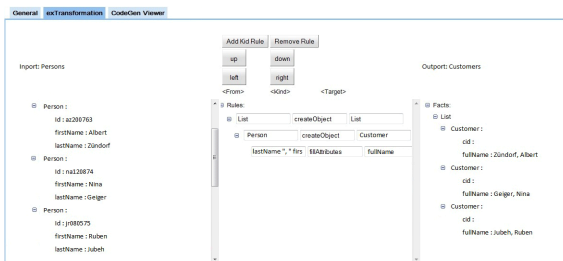 General exTransformation CodeGen Viewer
Add Kid Rule Remove Rule
up down
Inport: Persons
Outport: Customers
left right
<From> <Kind> <Target>
Person :
Id : az200763
firstName : Albert
lastName : Zündorf
Person :
Id : na120874
firstName : Nina
lastName : Geiger
Person :
Id : jr080575
firstName : Ruben
lastName : Jubeh
Rules:
List createObject List
Person createObject Customer
lastName ", " firs fillAttributes fullName
Facts:
List
Customer :
cid :
fullName : Zündorf, Albert
Customer :
cid :
fullName : Geiger, Nina
Customer :
cid :
fullName : Jubeh, Ruben